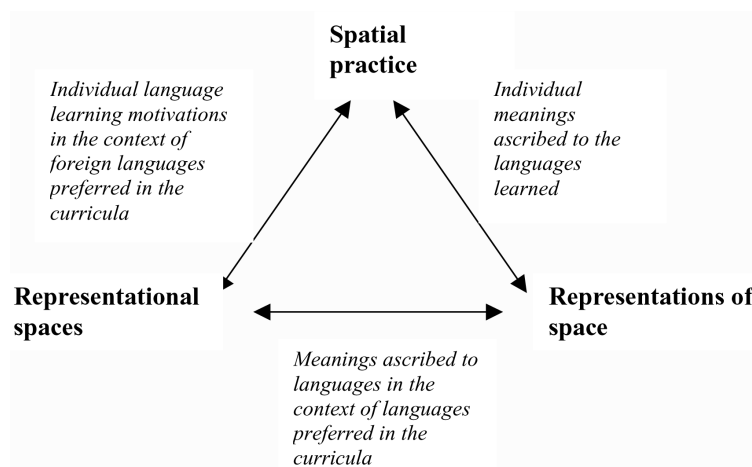 Spatial
practice
Individual language
learning motivations
in the context of
foreign languages
preferred in the
curricula
Individual
meanings
ascribed to the
languages
learned
Representational
spaces
Representations of
space
Meanings ascribed to
languages in the
context of languages
preferred in the
curricula